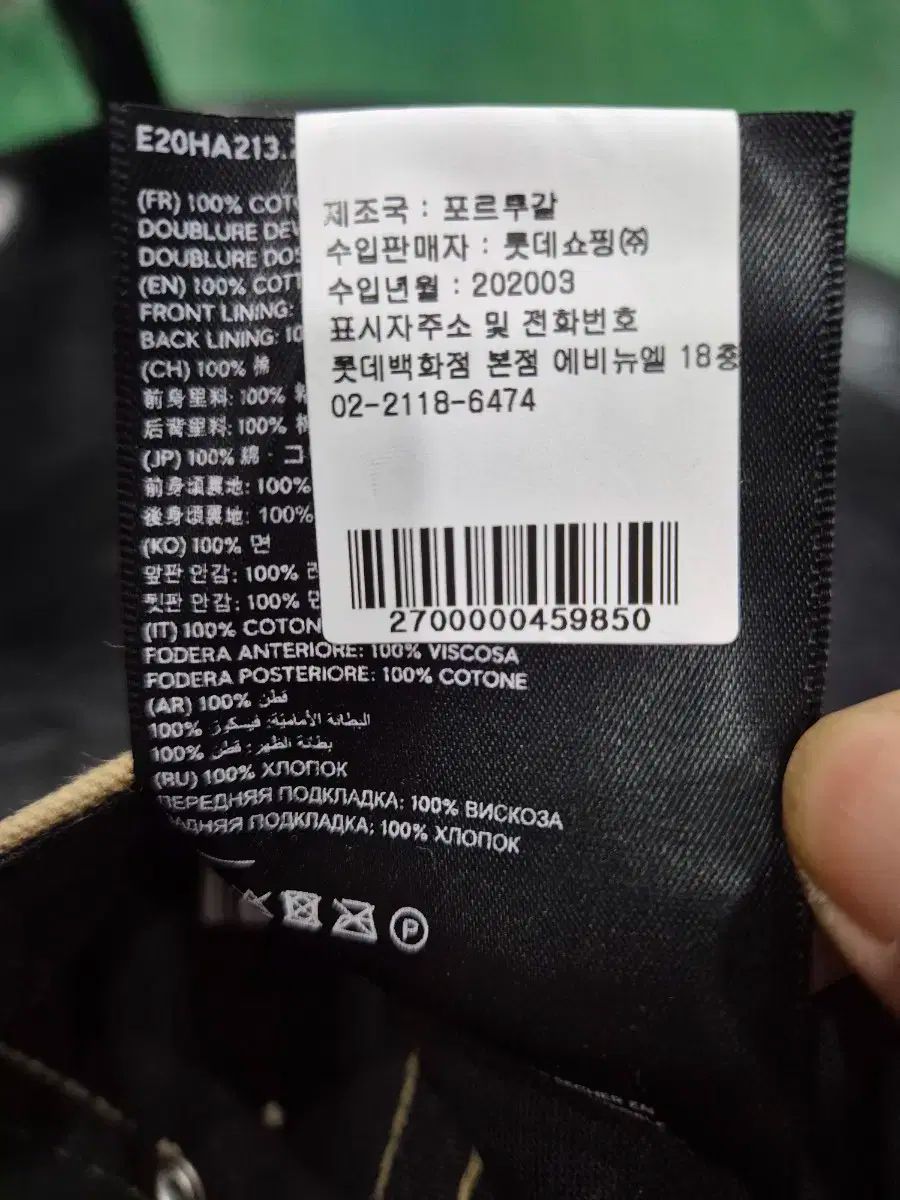 E20HA213.
(FR) 100%
DOUBLURE
DOUBLURE
(EN) 100%
FRONT LINING:
BACK LINING:
(CH) 100% 棉
前身里料: 100%
后背里料: 100%
(JP) 100% 綿
前身頃裏地: 100%
後身頃裏地: 100%
(KO) 100% 면
앞판 안감: 100%
뒷판 안감: 100%
(IT) 100%
FODERA ANTERIORE: 100% VISCOSA
FODERA POSTERIORE: 100% COTONE
(AR) 100% قطن
البطانة الأمامية: فيسكوز 100%
بطانة الظهر: قطن 100%
(RU) 100% ХЛОПОК
ПЕРЕДНЯЯ ПОДКЛАДКА: 100% ВИСКОЗА
ПОДКЛАДКА: 100% ХЛОПОК
P
제조국 : 포르투갈
수입판매자 : 롯데쇼핑㈜
수입년월 : 202003
표시자주소 및 전화번호
롯데백화점 본점 에비뉴엘 18층
02-2118-6474
2700000459850